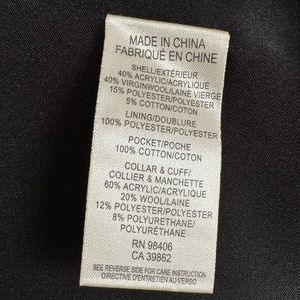 MADE IN CHINA
FABRIQUÉ EN CHINE
SHELL/EXTÉRIEUR
40% ACRYLIC/ACRYLIQUE
40% VIRGINWOOL/LAINE VIERGE
15% POLYESTER/POLYESTER
5% COTTON/COTON
LINING/DOUBLURE
100% POLYESTER/POLYESTER
POCKET/POCHE
100% COTTON/COTON
COLLAR & CUFF/
COLLIER & MANCHETTE
60% ACRYLIC/ACRYLIQUE
20% WOOL/LAINE
12% POLYESTER/POLYESTER
8% POLYURETHANE/
POLYURÉTHANE
RN 98406
CA 39862
SEE REVERSE SIDE FOR CARE INSTRUCTION
DIRECTIVE D'ENTRETIEN AU VERSO